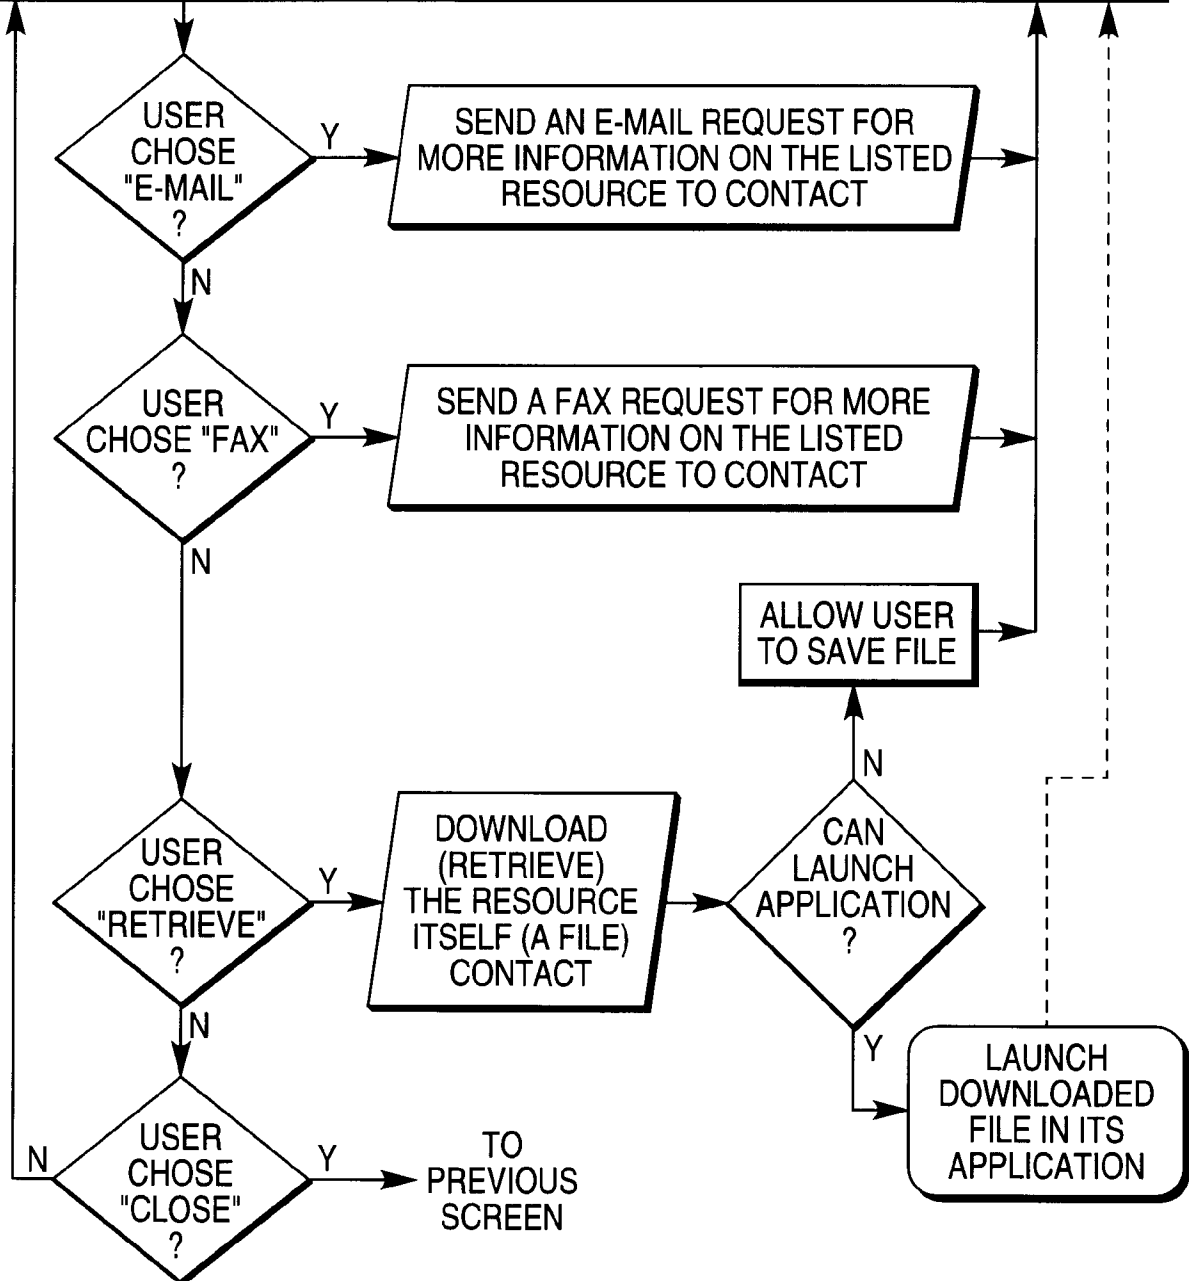 USER
CHOSE
"E-MAIL"
?
Y
SEND AN E-MAIL REQUEST FOR
MORE INFORMATION ON THE LISTED
RESOURCE TO CONTACT
N
USER
CHOSE "FAX"
?
Y
SEND A FAX REQUEST FOR MORE
INFORMATION ON THE LISTED
RESOURCE TO CONTACT
N
ALLOW USER
TO SAVE FILE
N
USER
CHOSE
"RETRIEVE"
?
Y
DOWNLOAD
(RETRIEVE)
THE RESOURCE
ITSELF (A FILE)
CONTACT
CAN
LAUNCH
APPLICATION
?
N
Y
LAUNCH
DOWNLOADED
FILE IN ITS
APPLICATION
N
USER
CHOSE
"CLOSE"
?
Y
TO
PREVIOUS
SCREEN